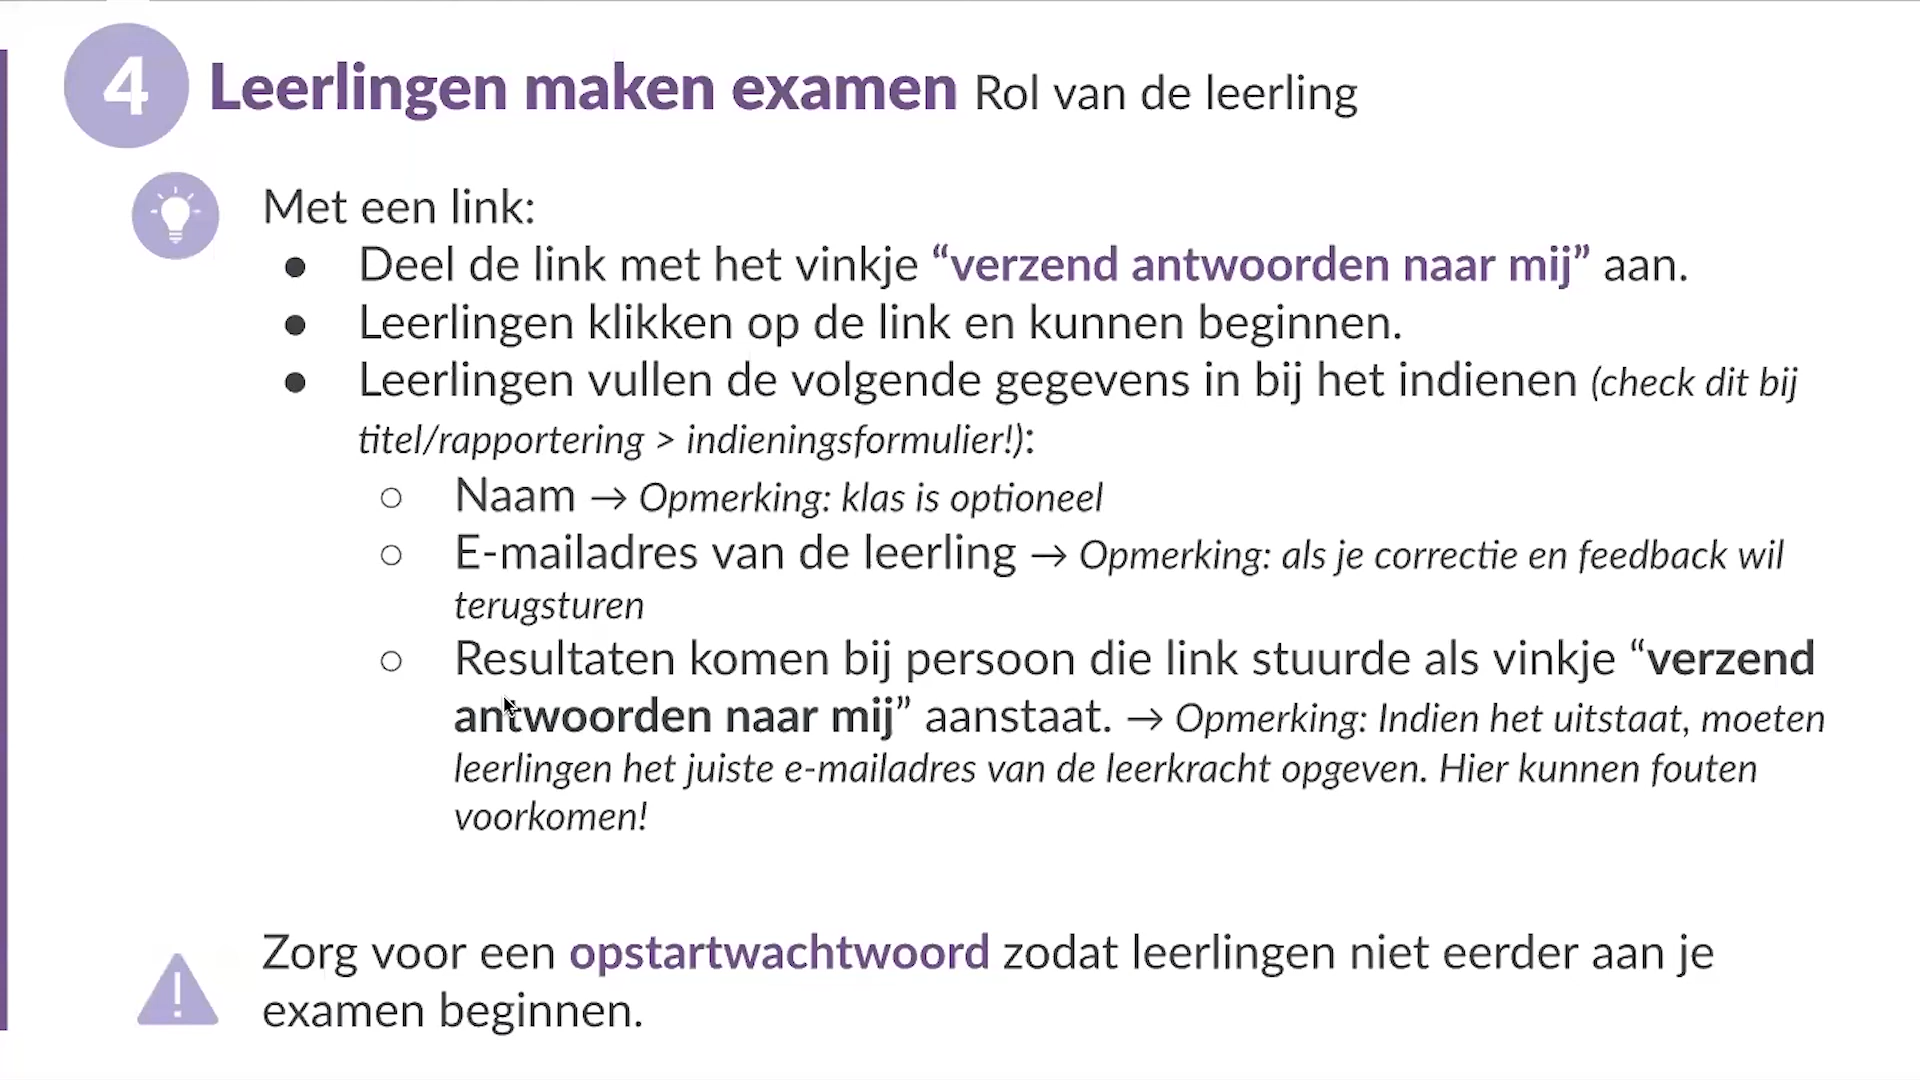 4 Leerlingen maken examen Rol van de leerling
Met een link:
● Deel de link met het vinkje “verzend antwoorden naar mij” aan.
● Leerlingen klikken op de link en kunnen beginnen.
● Leerlingen vullen de volgende gegevens in bij het indienen (check dit bij
titel/rapportering > indieningsformulier!):
○ Naam → Opmerking: klas is optioneel
○ E-mailadres van de leerling → Opmerking: als je correctie en feedback wil
terugsturen
○ Resultaten komen bij persoon die link stuurde als vinkje “verzend
antwoorden naar mij” aanstaat. → Opmerking: Indien het uitstaat, moeten
leerlingen het juiste e-mailadres van de leerkracht opgeven. Hier kunnen fouten
voorkomen!
Zorg voor een opstartwachtwoord zodat leerlingen niet eerder aan je
examen beginnen.